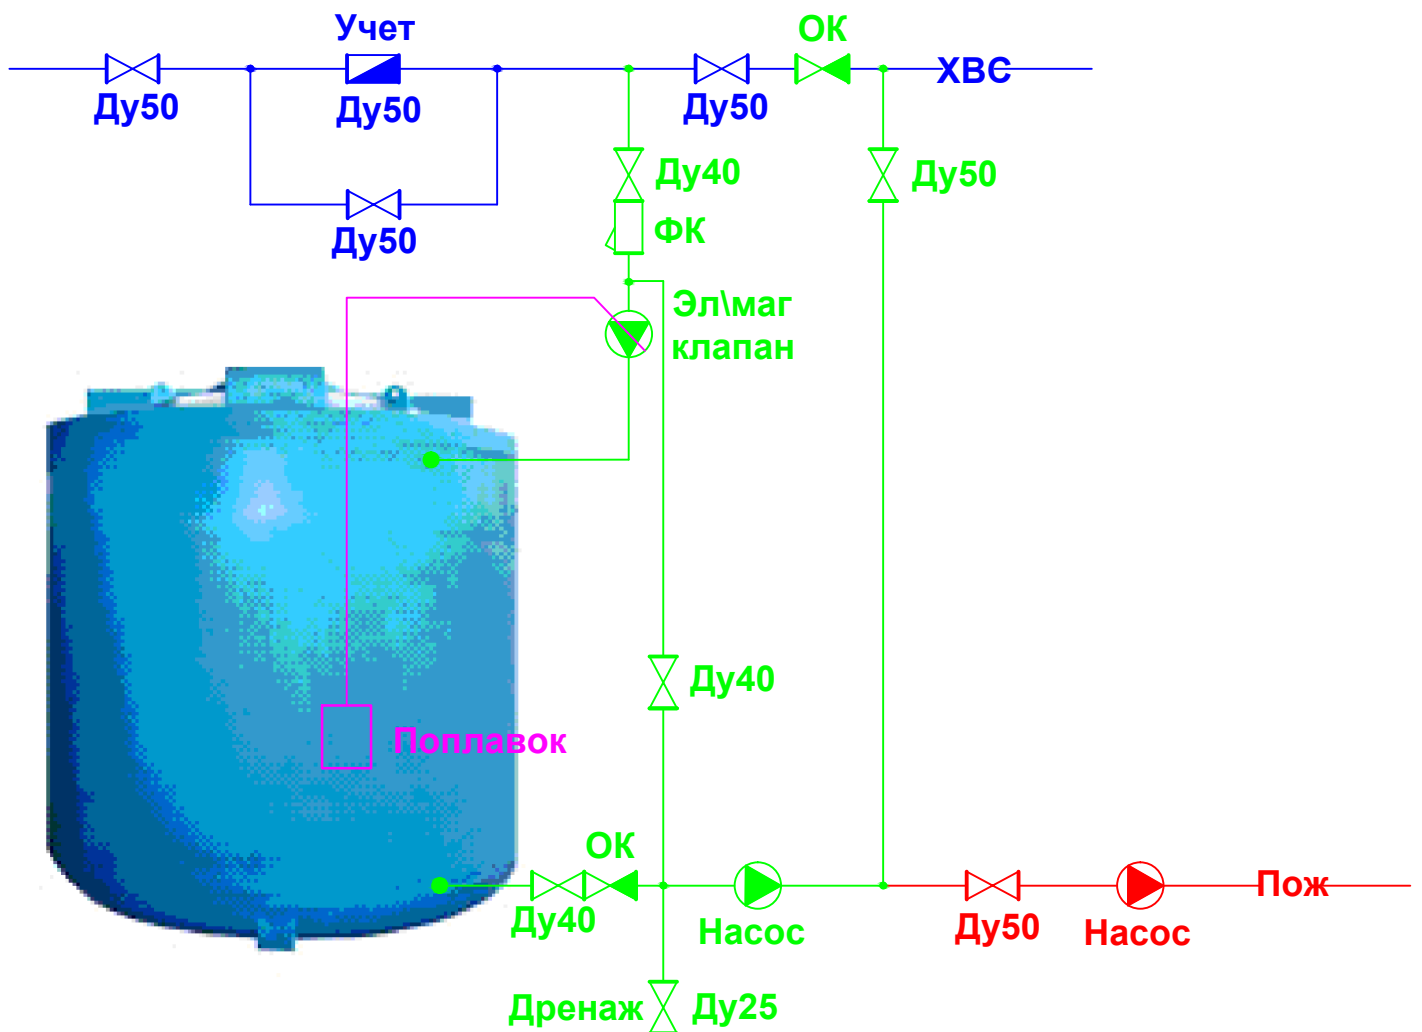 Учет
ОК
ХВС
Ду50
Ду50
Ду50
Ду40
Ду50
ФК
Ду50
Эл\маг
клапан
Ду40
Поплавок
ОК
Пож
Ду40
Насос
Ду50
Насос
Дренаж
Ду25